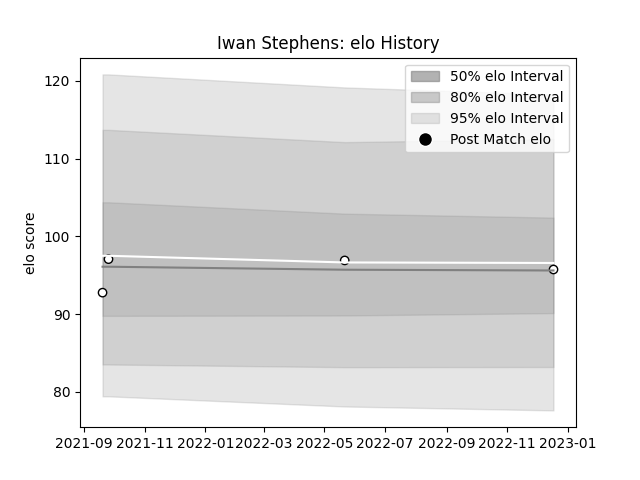 Iwan Stephens: elo History
120
110
100
90
80
elo score
50% elo Interval
80% elo Interval
95% elo Interval
Post Match elo
2021-09 2021-11 2022-01 2022-03 2022-05 2022-07 2022-09 2022-11 2023-01